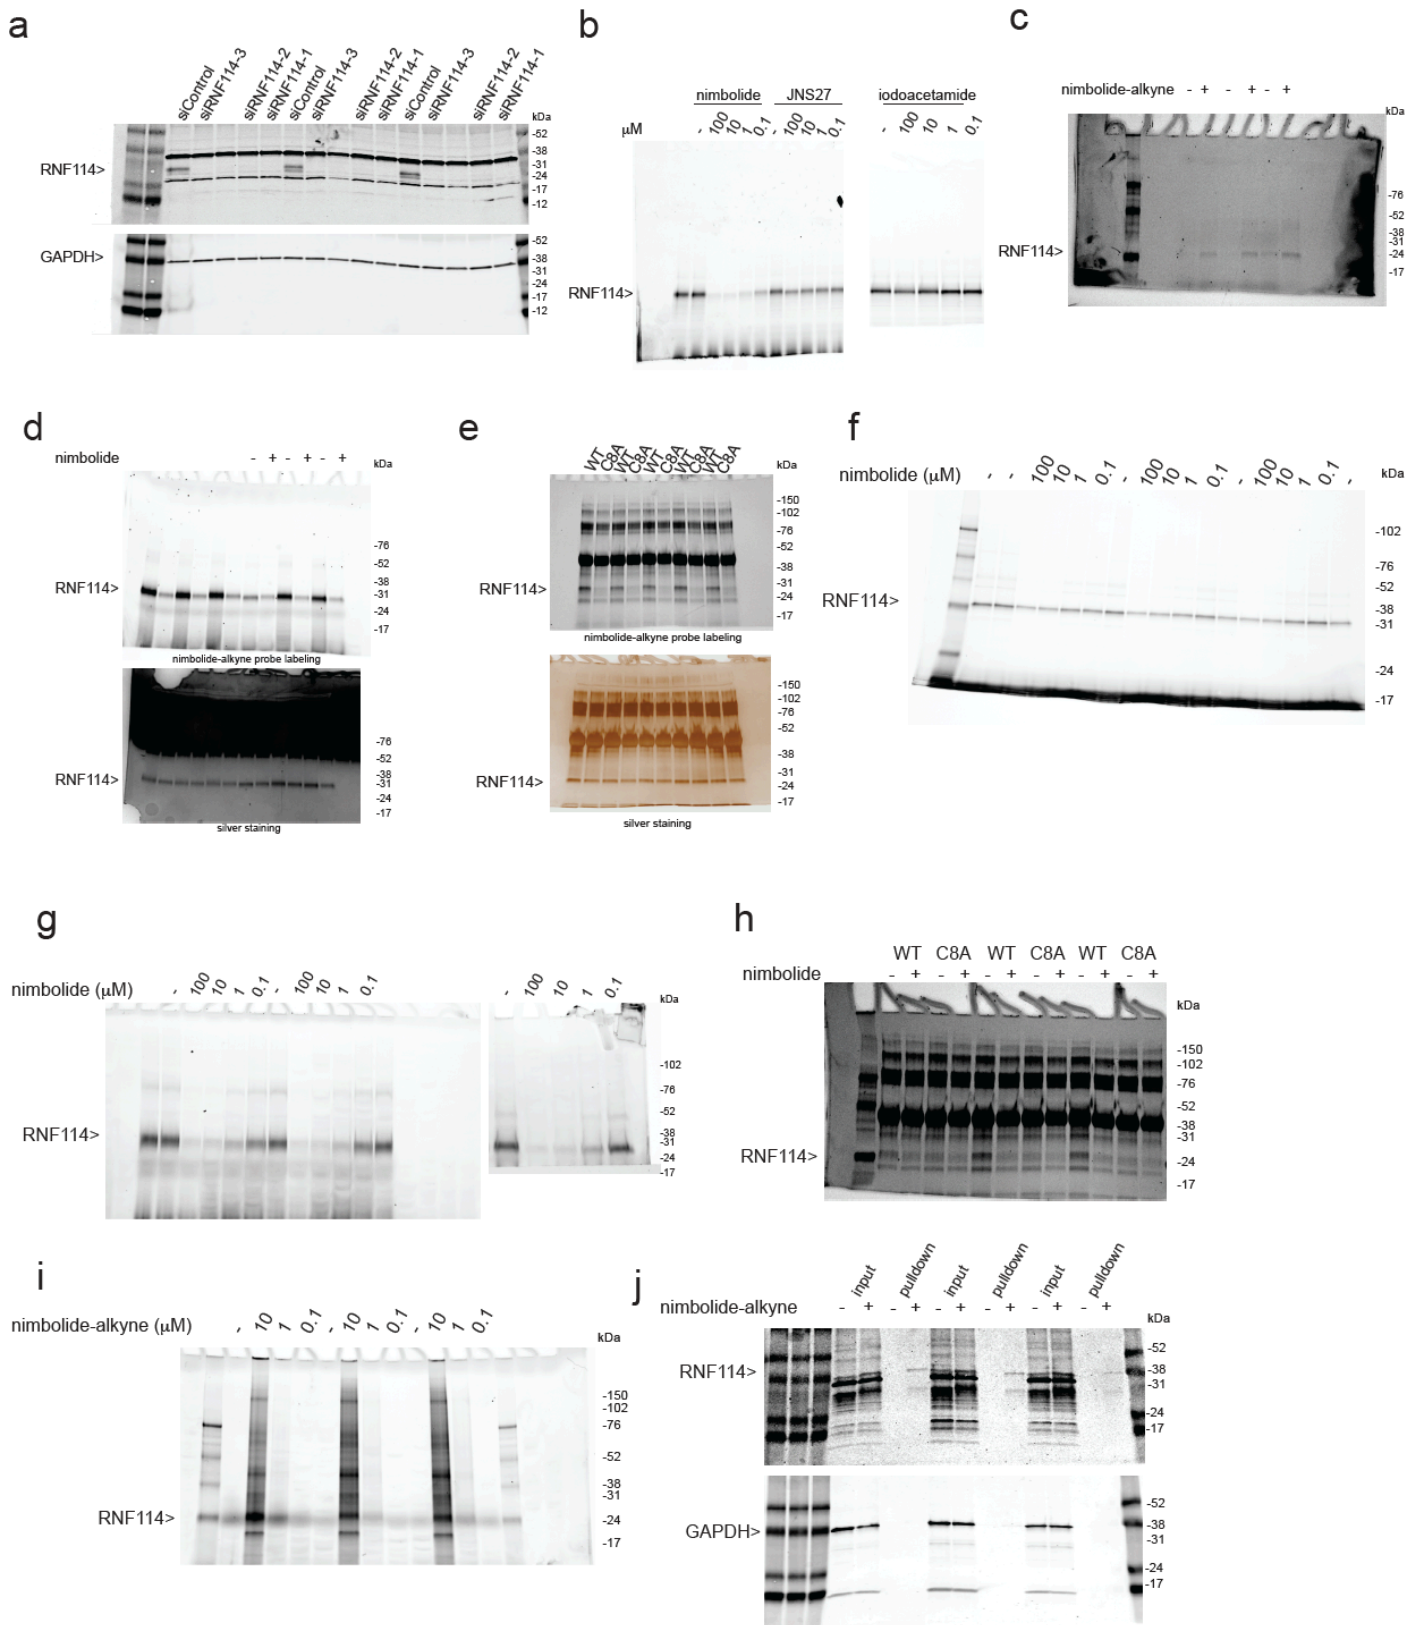 a
siControl
siRNF114-3
siRNF114-2
siRNF114-1
siControl
siRNF114-3
siRNF114-2
siRNF114-1
siControl
siRNF114-3
siRNF114-2
siRNF114-1
kDa
-52
-38
-31
-24
-17
-12
RNF114>
-52
-38
-31
-24
-17
-12
GAPDH>
b
nimbolide JNS27 iodoacetamide
µM - 100 10 1 0.1 - 100 10 1 0.1 - 100 10 1 0.1
RNF114>
c
nimbolide-alkyne - + - + - +
kDa
-76
-52
-38
-31
-24
-17
RNF114>
d
nimbolide - + - + - +
kDa
-76
-52
-38
-31
-24
-17
RNF114>
nimbolide-alkyne probe labeling
-76
-52
-38
-31
-24
-17
RNF114>
silver staining
e
WT C8A WT C8A WT C8A WT C8A WT C8A
kDa
-150
-102
-76
-52
-38
-31
-24
-17
RNF114>
nimbolide-alkyne probe labeling
-150
-102
-76
-52
-38
-31
-24
-17
RNF114>
silver staining
f
nimbolide (µM) - - 100 10 1 0.1 - 100 10 1 0.1 - 100 10 1 0.1 -
kDa
-102
-76
-52
-38
-31
-24
-17
RNF114>
g
nimbolide (µM) - 100 10 1 0.1 - 100 10 1 0.1 - 100 10 1 0.1
kDa
-102
-76
-52
-38
-31
-24
-17
RNF114>
h
WT C8A WT C8A WT C8A
nimbolide - + - + - + - + - + - +
kDa
-150
-102
-76
-52
-38
-31
-24
-17
RNF114>
i
nimbolide-alkyne (µM) - 10 1 0.1 - 10 1 0.1 - 10 1 0.1
kDa
-150
-102
-76
-52
-38
-31
-24
-17
RNF114>
j
input pulldown input pulldown input pulldown
nimbolide-alkyne - + - + - + - + - + - +
kDa
-52
-38
-31
-24
-17
RNF114>
-52
-38
-31
-24
-17
GAPDH>